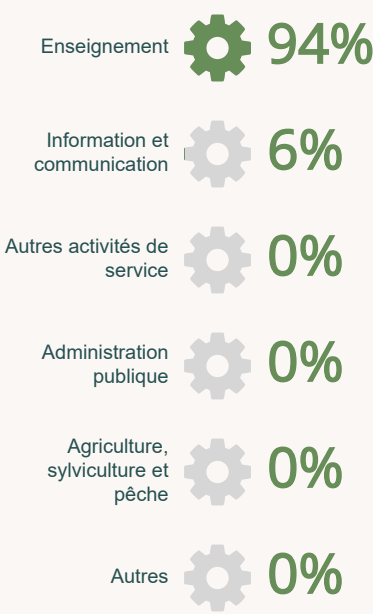 Enseignement 94%
Information et
communication 6%
Autres activités de
service 0%
Administration
publique 0%
Agriculture,
sylviculture et
pêche 0%
Autres 0%